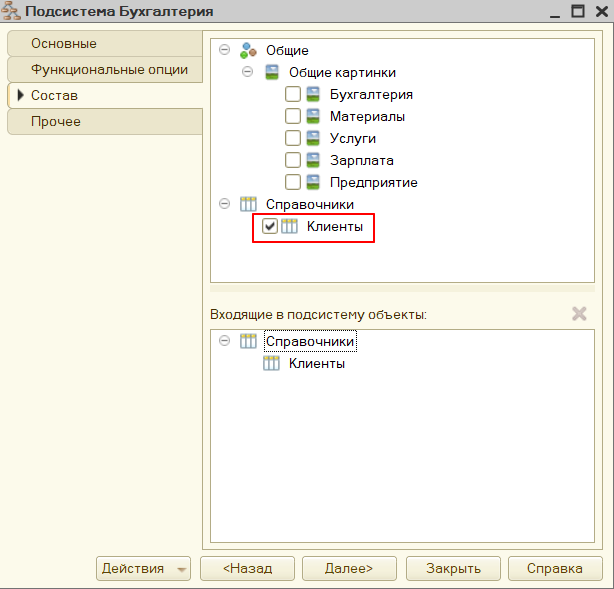 Подсистема Бухгалтерия
Основные
Функциональные опции
Состав
Прочее
Общие
Общие картинки
Бухгалтерия
Материалы
Услуги
Зарплата
Предприятие
Справочники
Клиенты
Входящие в подсистему объекты:
Справочники
Клиенты
Действия
<Назад
Далее>
Закрыть
Справка